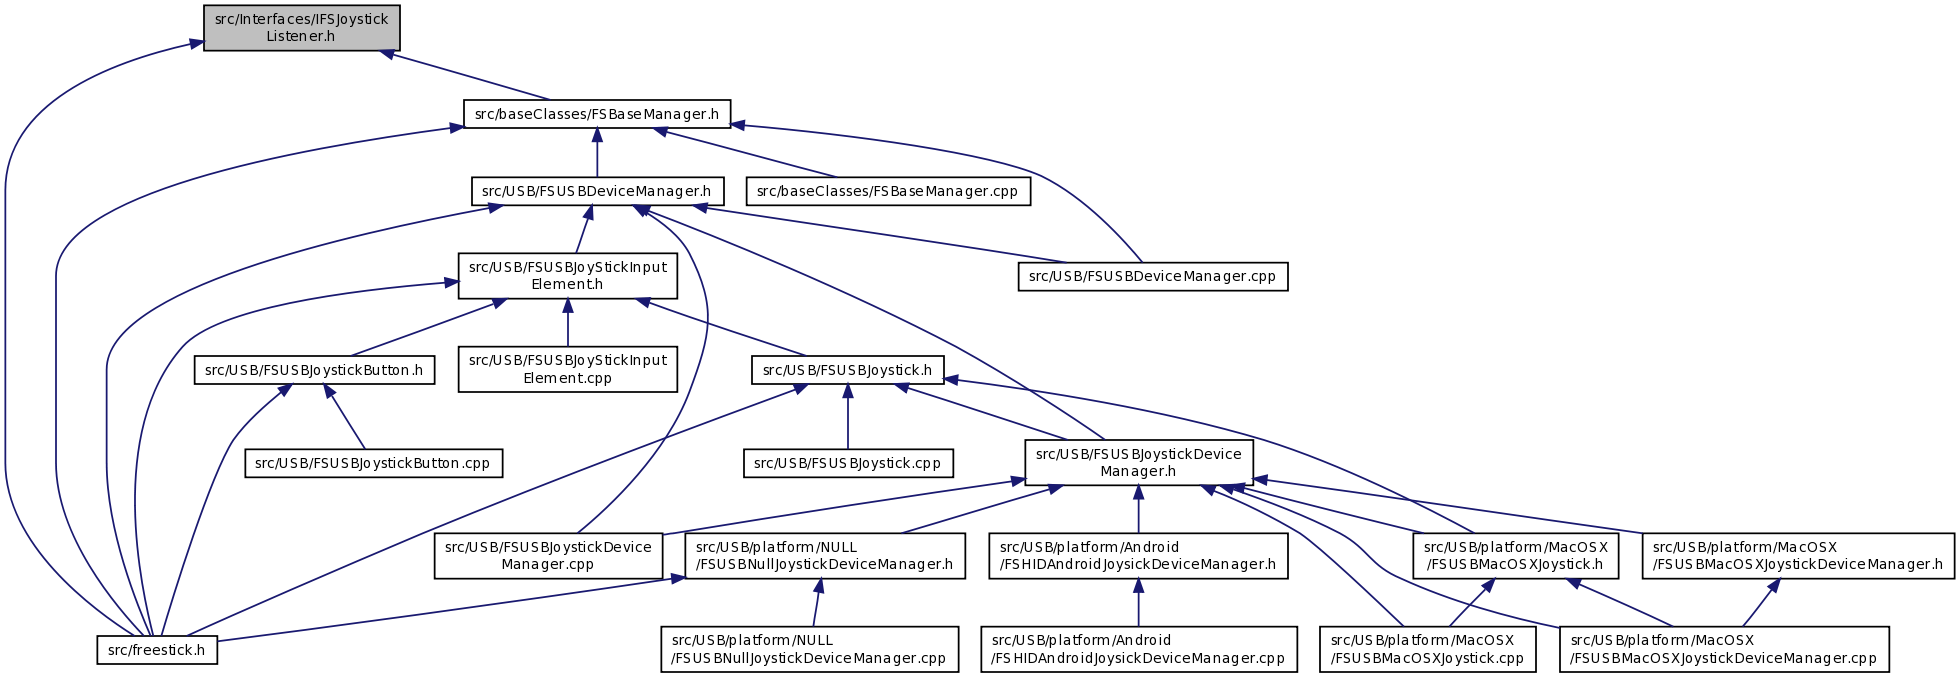 src/Interfaces/IFSJoystick
Listener.h
src/baseClasses/FSBaseManager.h
src/USB/FSUSBDeviceManager.h
src/baseClasses/FSBaseManager.cpp
src/USB/FSUSBJoyStickInput
Element.h
src/USB/FSUSBDeviceManager.cpp
src/USB/FSUSBJoystickButton.h
src/USB/FSUSBJoyStickInput
Element.cpp
src/USB/FSUSBJoystick.h
src/USB/FSUSBJoystickButton.cpp
src/USB/FSUSBJoystick.cpp
src/USB/FSUSBJoystickDevice
Manager.h
src/USB/FSUSBJoystickDevice
Manager.cpp
src/USB/platform/NULL
/FSUSBNullJoystickDeviceManager.h
src/USB/platform/Android
/FSHIDAndroidJoysickDeviceManager.h
src/USB/platform/MacOSX
/FSUSBMacOSXJoystick.h
src/USB/platform/MacOSX
/FSUSBMacOSXJoystickDeviceManager.h
src/freestick.h
src/USB/platform/NULL
/FSUSBNullJoystickDeviceManager.cpp
src/USB/platform/Android
/FSHIDAndroidJoysickDeviceManager.cpp
src/USB/platform/MacOSX
/FSUSBMacOSXJoystick.cpp
src/USB/platform/MacOSX
/FSUSBMacOSXJoystickDeviceManager.cpp